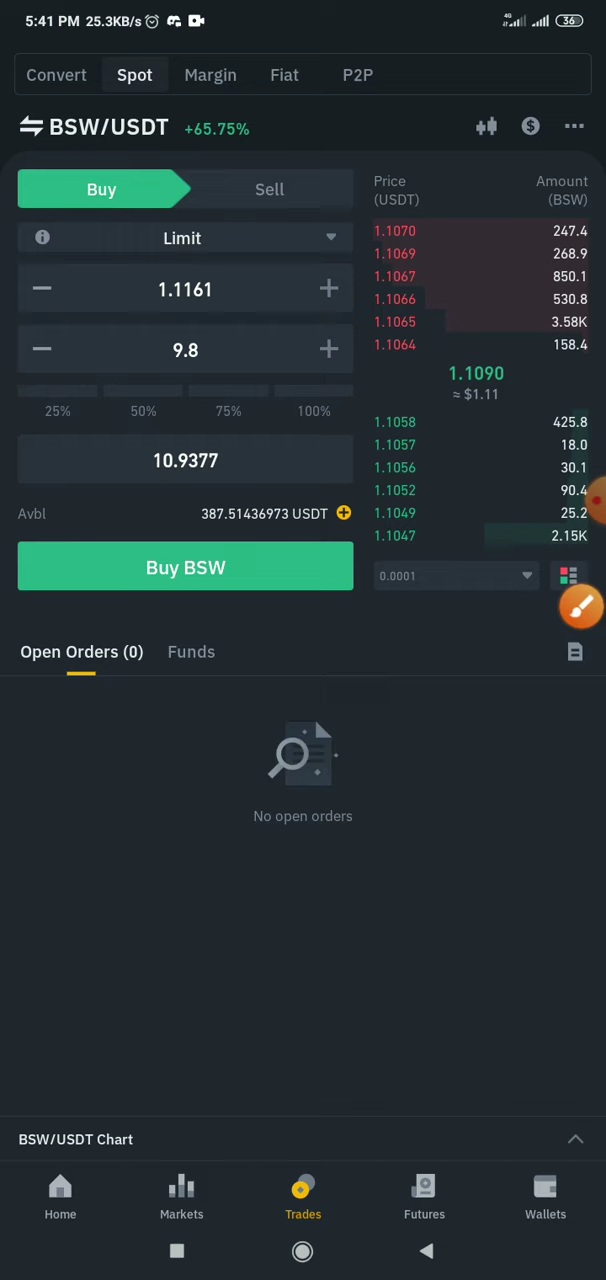 5:41 PM 25.3KB/s
4G 36
Convert Spot Margin Fiat P2P
BSW/USDT +65.75%
Buy Sell
Limit
1.1161
9.8
25% 50% 75% 100%
10.9377
Avbl 387.51436973 USDT
Buy BSW
Price Amount
(USDT) (BSW)
1.1070 247.4
1.1069 268.9
1.1067 850.1
1.1066 530.8
1.1065 3.58K
1.1064 158.4
1.1090
≈ $1.11
1.1058 425.8
1.1057 18.0
1.1056 30.1
1.1052 90.4
1.1049 25.2
1.1047 2.15K
0.0001
Open Orders (0) Funds
No open orders
BSW/USDT Chart
Home Markets Trades Futures Wallets